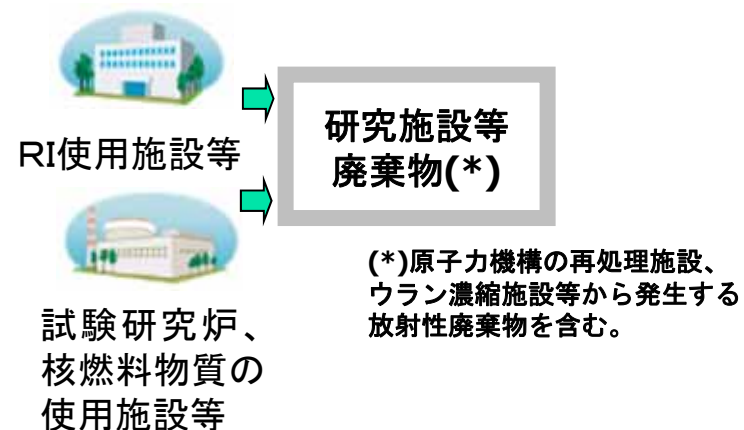 RI使用施設等
試験研究炉、
核燃料物質の
使用施設等
研究施設等
廃棄物(*)
(*)原子力機構の再処理施設、
ウラン濃縮施設等から発生する
放射性廃棄物を含む。